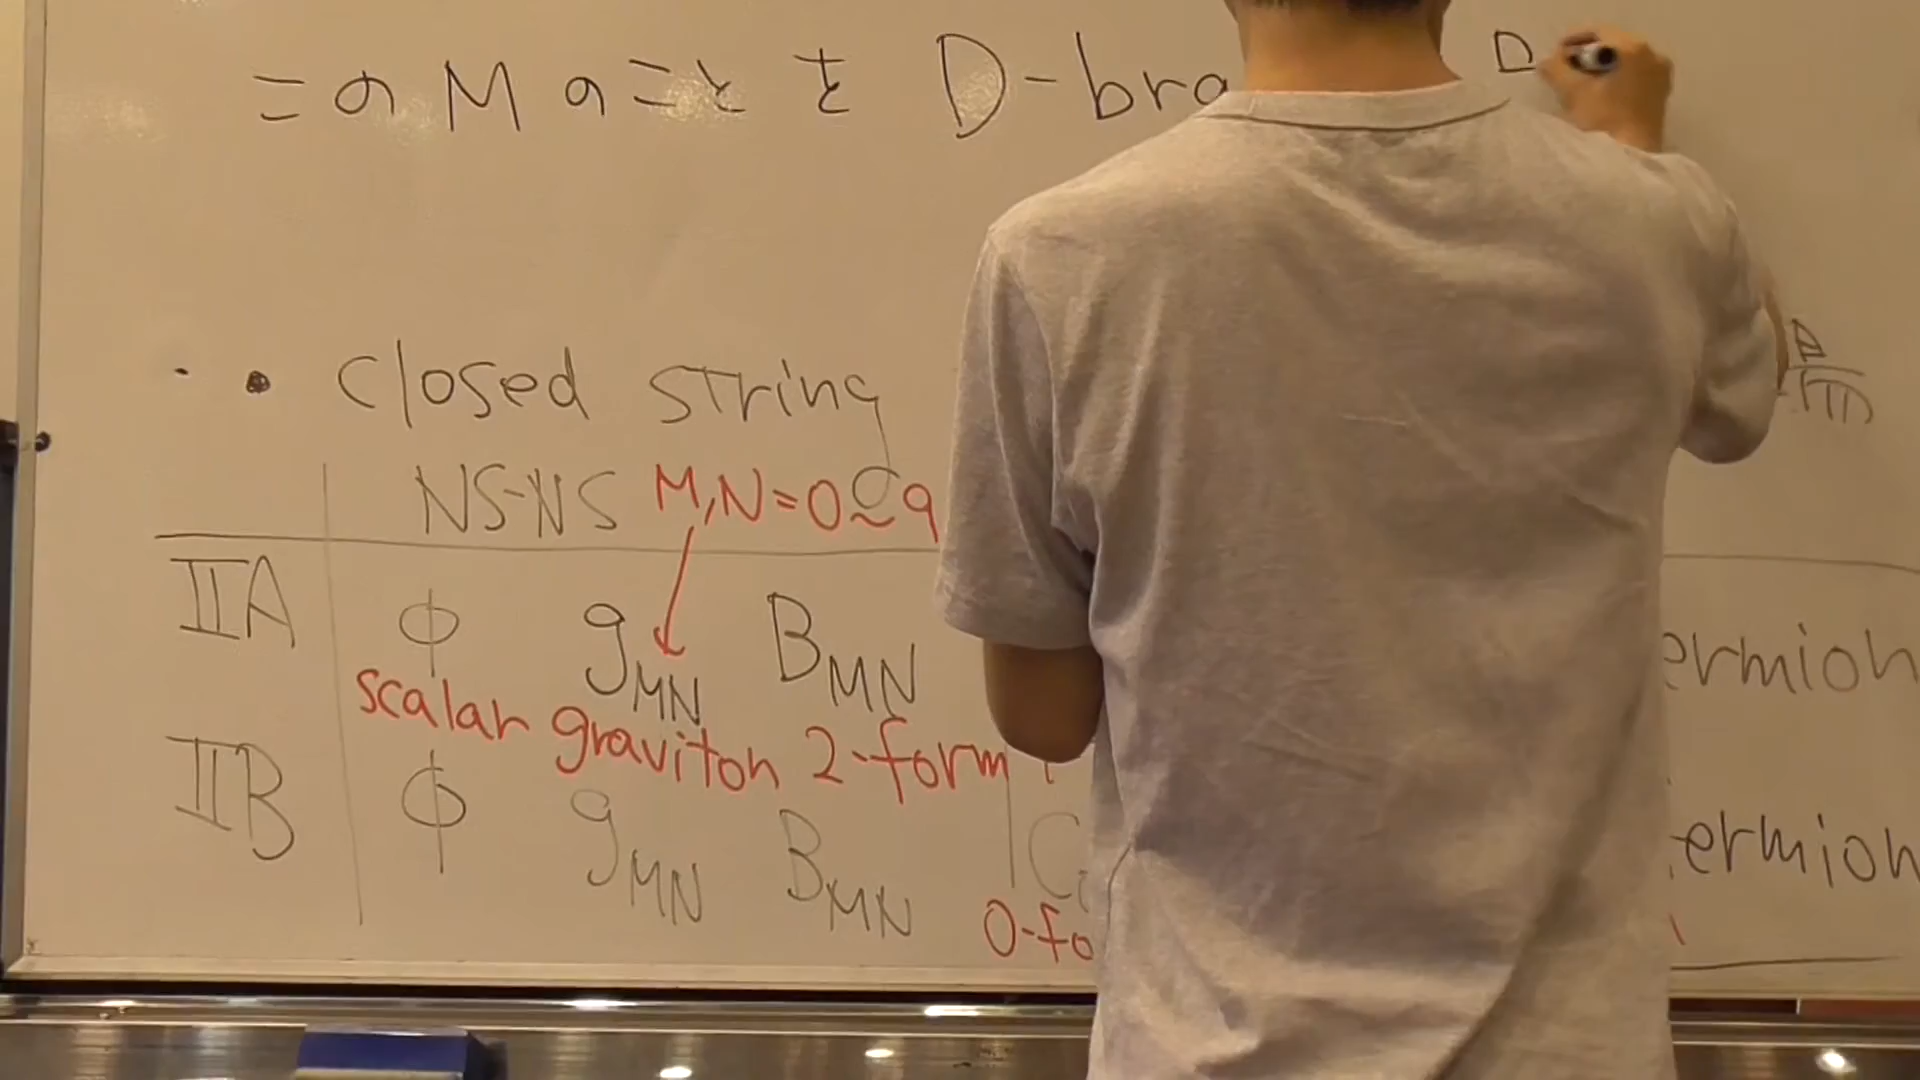 このMのことを D-bra D
• closed string
NS-NS M,N=0~9
IIA ϕ g_MN B_MN ermion
scalar graviton 2-form
IIB ϕ g_MN B_MN C ermion
0-fo